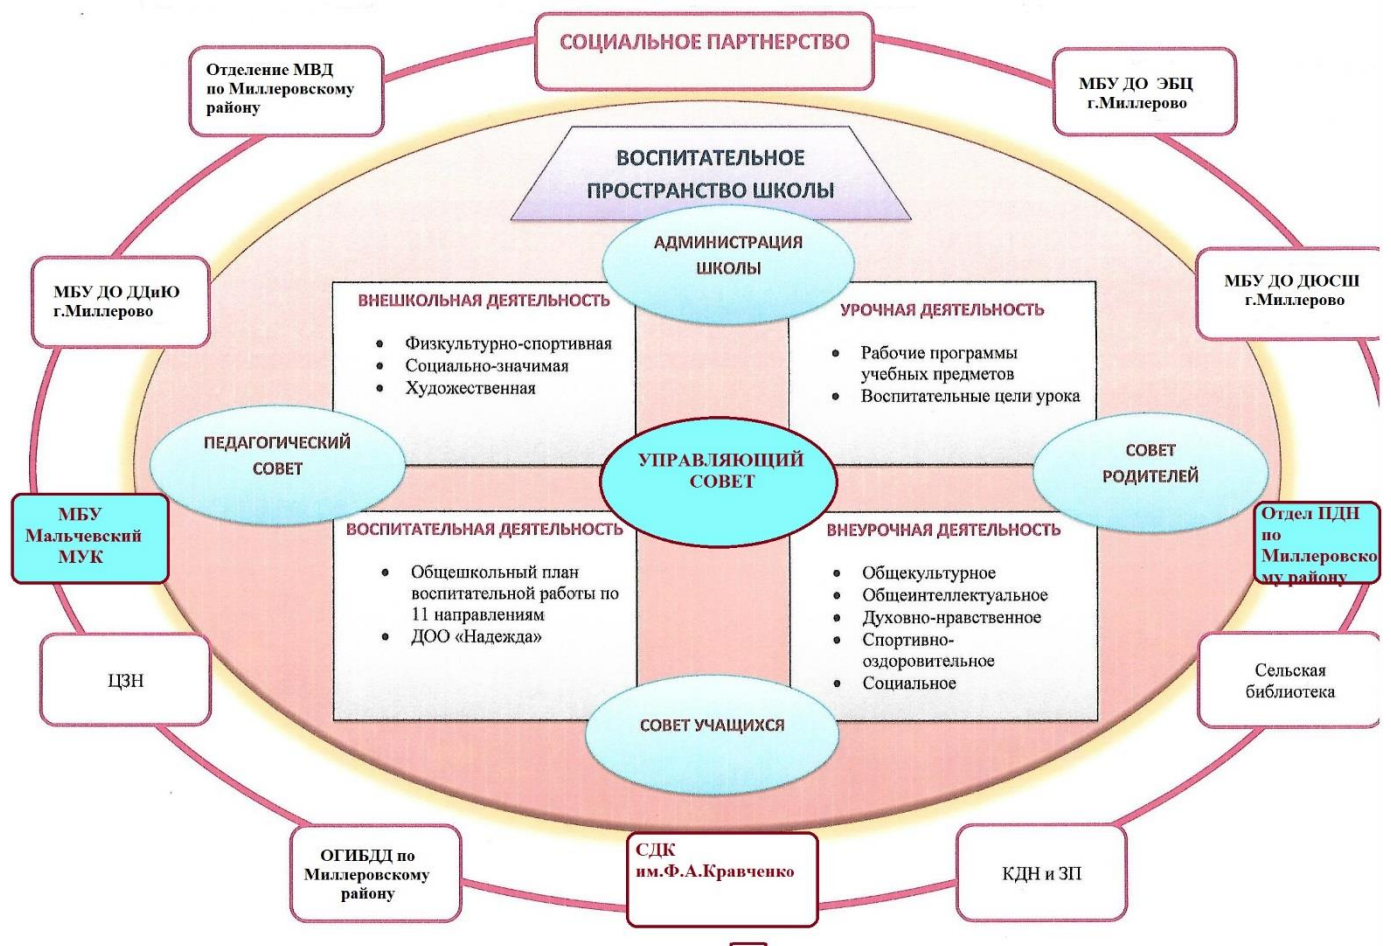 СОЦИАЛЬНОЕ ПАРТНЕРСТВО
Отделение МВД
по Миллеровскому
району
МБУ ДО ЭБЦ
г.Миллерово
ВОСПИТАТЕЛЬНОЕ
ПРОСТРАНСТВО ШКОЛЫ
АДМИНИСТРАЦИЯ
ШКОЛЫ
МБУ ДО ДДиЮ
г.Миллерово
МБУ ДО ДЮСШ
г.Миллерово
ВНЕШКОЛЬНАЯ ДЕЯТЕЛЬНОСТЬ
• Физкультурно-спортивная
• Социально-значимая
• Художественная
УРОЧНАЯ ДЕЯТЕЛЬНОСТЬ
• Рабочие программы
учебных предметов
• Воспитательные цели урока
ПЕДАГОГИЧЕСКИЙ
СОВЕТ
УПРАВЛЯЮЩИЙ
СОВЕТ
СОВЕТ
РОДИТЕЛЕЙ
МБУ
Мальчевский
МУК
Отдел ПДН
по
Миллеровско
му району
ВОСПИТАТЕЛЬНАЯ ДЕЯТЕЛЬНОСТЬ
• Общешкольный план
воспитательной работы по
11 направлениям
• ДОО «Надежда»
ВНЕУРОЧНАЯ ДЕЯТЕЛЬНОСТЬ
• Общекультурное
• Общеинтеллектуальное
• Духовно-нравственное
• Спортивно-
оздоровительное
• Социальное
ЦЗН
Сельская
библиотека
СОВЕТ УЧАЩИХСЯ
ОГИБДД по
Миллеровскому
району
СДК
им.Ф.А.Кравченко
КДН и ЗП